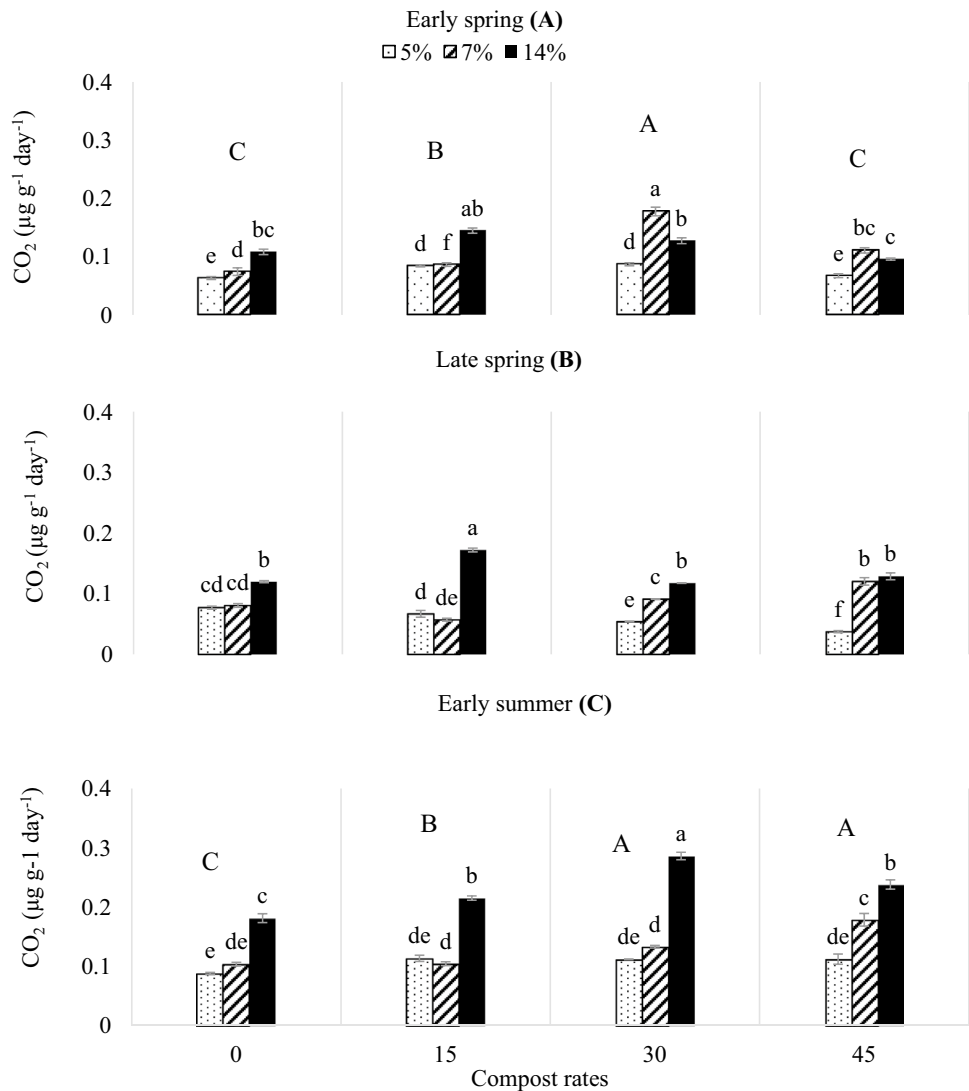 Early spring (A)
5% 7% 14%
CO₂ (µg g⁻¹ day⁻¹)
0.4
0.3
0.2
0.1
0
C B A C
e d bc d f ab d a b e bc c
Late spring (B)
CO₂ (µg g⁻¹ day⁻¹)
0.4
0.3
0.2
0.1
0
cd cd b d de a e c b f b b
Early summer (C)
CO₂ (µg g-1 day⁻¹)
0.4
0.3
0.2
0.1
0
C B A A
e de c de d b de d a de c b
0 15 30 45
Compost rates